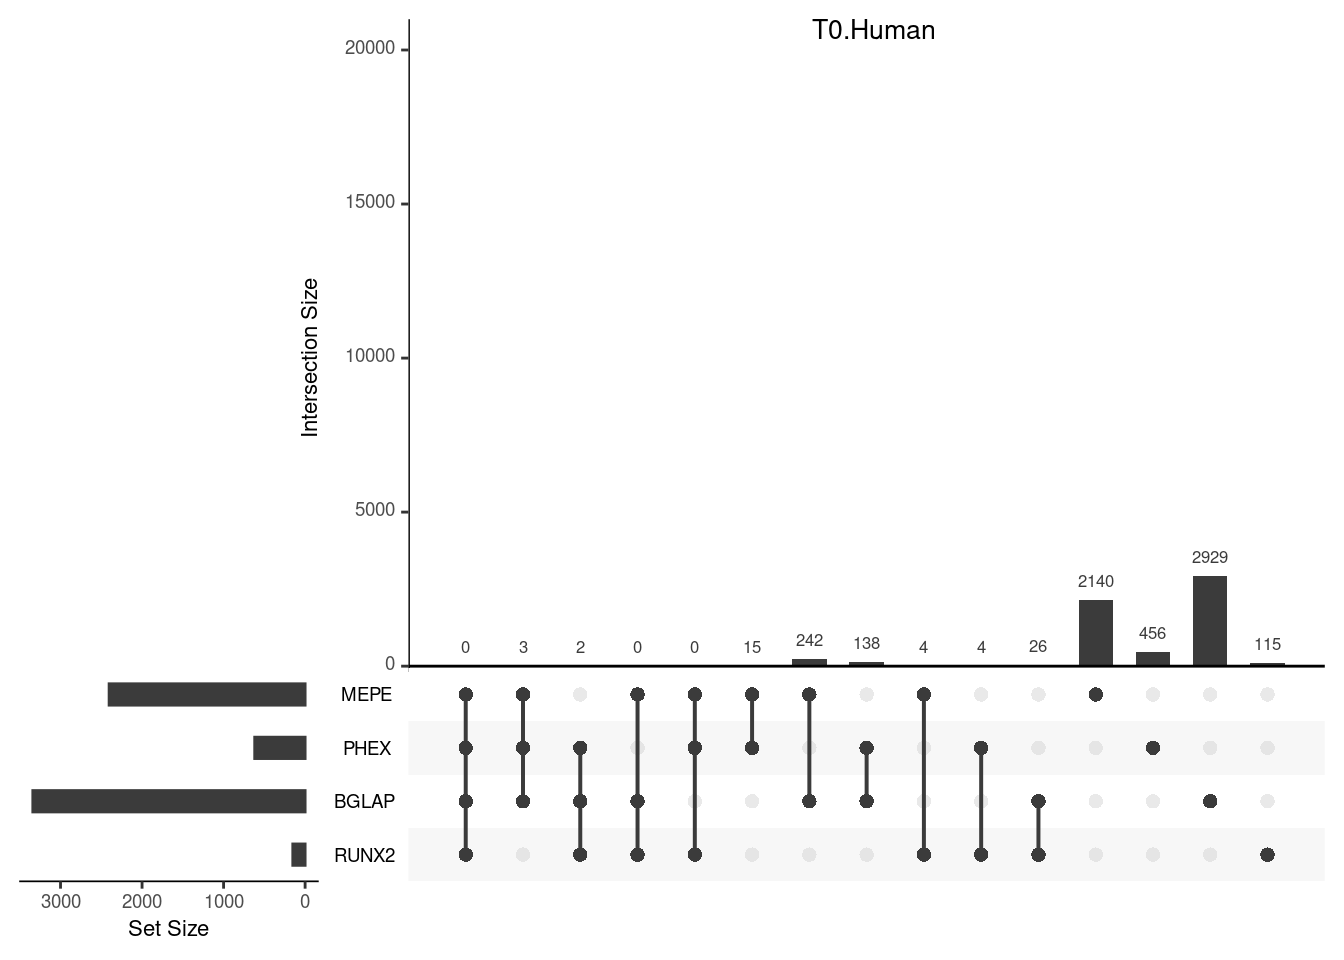 T0.Human
20000
15000
10000
5000
0
Intersection Size
0 3 2 0 0 15 242 138 4 4 26 2140 456 2929 115
MEPE
PHEX
BGLAP
RUNX2
3000 2000 1000 0
Set Size